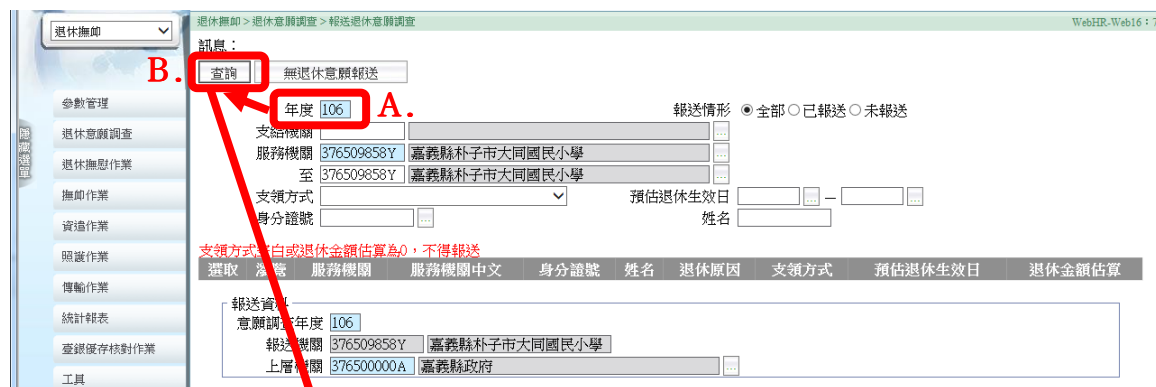 退休撫卹
退休撫卹 > 退休意願調查 > 報送退休意願調查
WebHR-Web16：7
訊息：
B.
查詢
無退休意願報送
A.
年度 106
報送情形 全部 已報送 未報送
支給機關
服務機關 376509858Y 嘉義縣朴子市大同國民小學
至 376509858Y 嘉義縣朴子市大同國民小學
支領方式
預估退休生效日 －
身分證號
姓名
隱藏選單
參數管理
退休意願調查
退休撫慰作業
撫卹作業
資遣作業
照護作業
傳輸作業
統計報表
臺銀優存核對作業
工具
支領方式空白或退休金額估算為0，不得報送
選取 瀏覽 服務機關 服務機關中文 身分證號 姓名 退休原因 支領方式 預估退休生效日 退休金額估算
報送資料
意願調查年度 106
報送機關 376509858Y 嘉義縣朴子市大同國民小學
上層機關 376500000A 嘉義縣政府